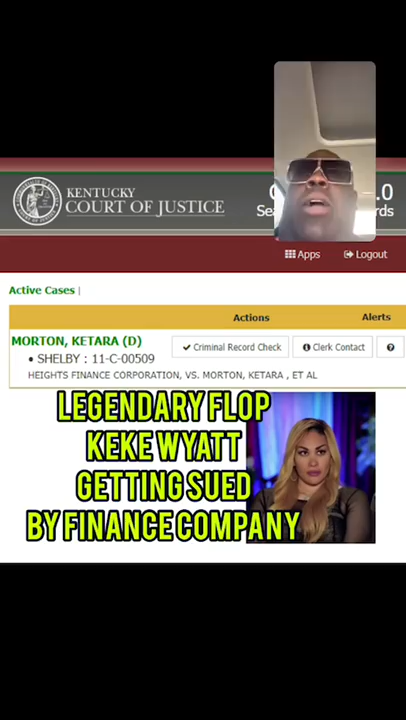 KENTUCKY
COURT OF JUSTICE
Apps
Logout
Active Cases |
Actions
Alerts
MORTON, KETARA (D)
• SHELBY : 11-C-00509
Criminal Record Check
Clerk Contact
HEIGHTS FINANCE CORPORATION, VS. MORTON, KETARA , ET AL
LEGENDARY FLOP
KEKE WYATT
GETTING SUED
BY FINANCE COMPANY